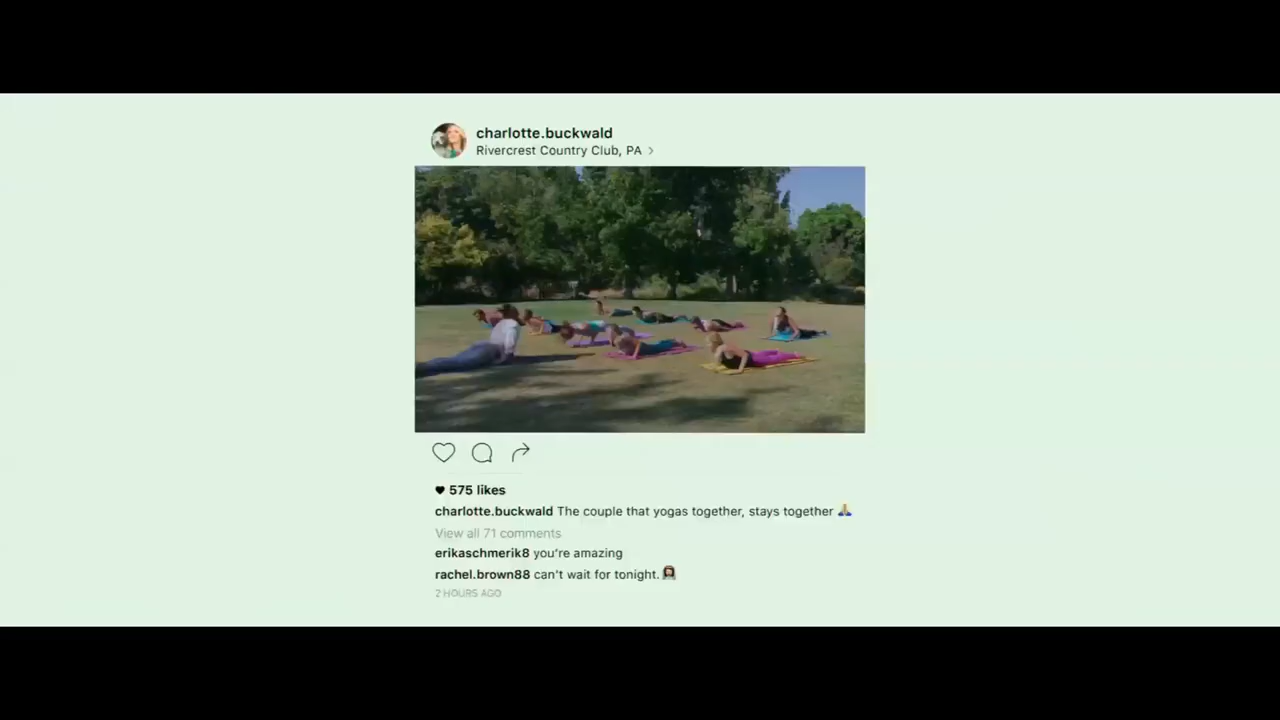 charlotte.buckwald
Rivercrest Country Club, PA >
575 likes
charlotte.buckwald The couple that yogas together, stays together 🙏
View all 71 comments
erikaschmerik8 you're amazing
rachel.brown88 can't wait for tonight.
2 HOURS AGO